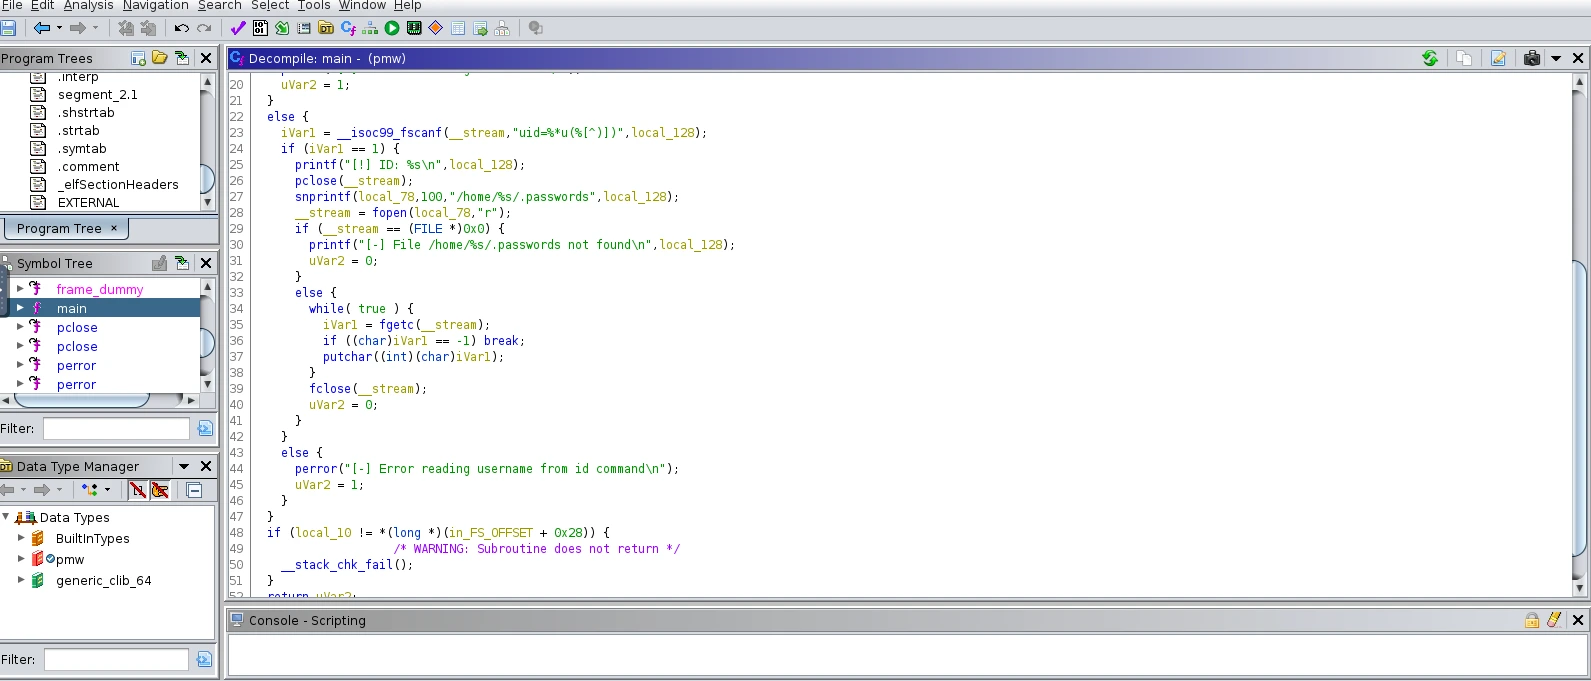 File Edit Analysis Navigation Search Select Tools Window Help
Program Trees
.interp
segment_2.1
.shstrtab
.strtab
.symtab
.comment
_elfSectionHeaders
EXTERNAL
Program Tree ×
Symbol Tree
frame_dummy
main
pclose
pclose
perror
perror
Filter:
Data Type Manager
Data Types
BuiltInTypes
pmw
generic_clib_64
Filter:
Decompile: main - (pmw)
20 uVar2 = 1;
21 }
22 else {
23 iVar1 = __isoc99_fscanf(__stream,"uid=%*u(%[^)])",local_128);
24 if (iVar1 == 1) {
25 printf("[!] ID: %s\n",local_128);
26 pclose(__stream);
27 snprintf(local_78,100,"/home/%s/.passwords",local_128);
28 __stream = fopen(local_78,"r");
29 if (__stream == (FILE *)0x0) {
30 printf("[-] File /home/%s/.passwords not found\n",local_128);
31 uVar2 = 0;
32 }
33 else {
34 while( true ) {
35 iVar1 = fgetc(__stream);
36 if ((char)iVar1 == -1) break;
37 putchar((int)(char)iVar1);
38 }
39 fclose(__stream);
40 uVar2 = 0;
41 }
42 }
43 else {
44 perror("[-] Error reading username from id command\n");
45 uVar2 = 1;
46 }
47 }
48 if (local_10 != *(long *)(in_FS_OFFSET + 0x28)) {
49 /* WARNING: Subroutine does not return */
50 __stack_chk_fail();
51 }
52 return uVar2;
Console - Scripting